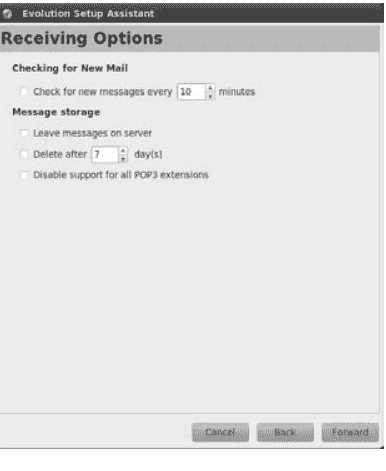 Evolution Setup Assistant
Receiving Options
Checking for New Mail
Check for new messages every 10 minutes
Message storage
Leave messages on server
Delete after 7 day(s)
Disable support for all POP3 extensions
Cancel Back Forward